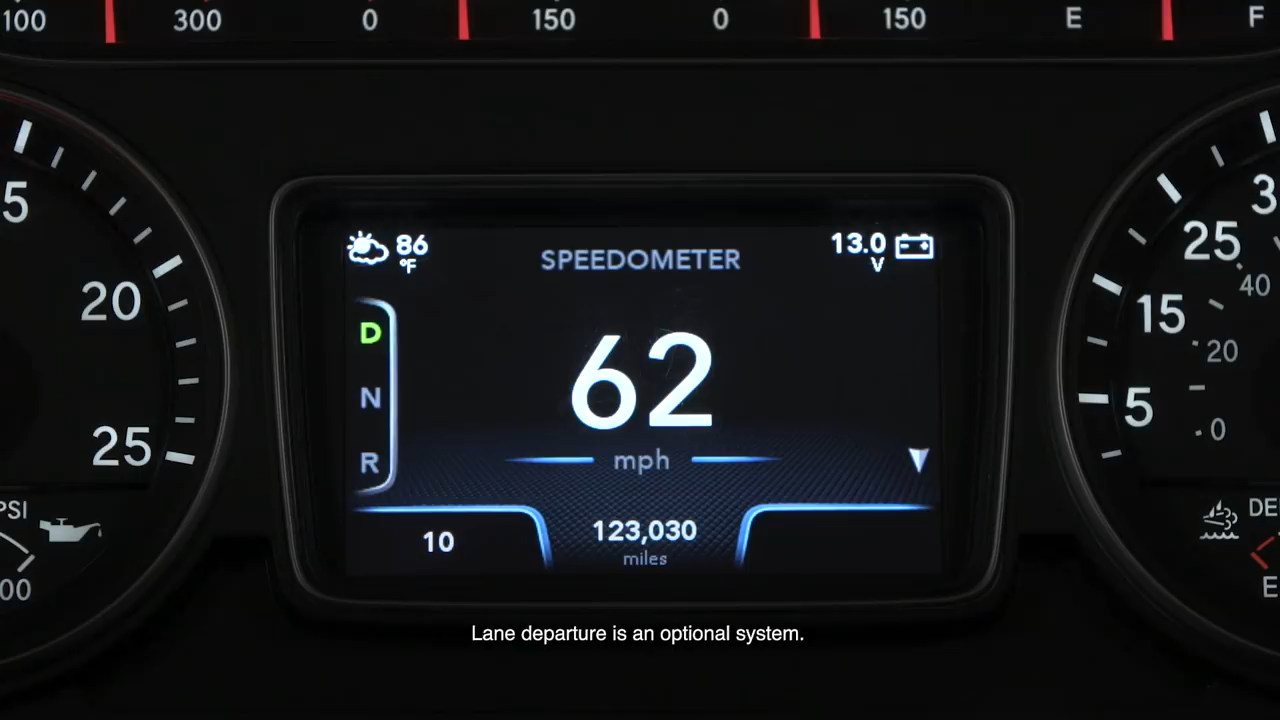 100 300 0 150 0 150 E F
5
20
25
PSI
00
86
°F
SPEEDOMETER
13.0
V
D
N
R
62
mph
10
123,030
miles
3
25
40
15
20
5
0
DE
E
Lane departure is an optional system.